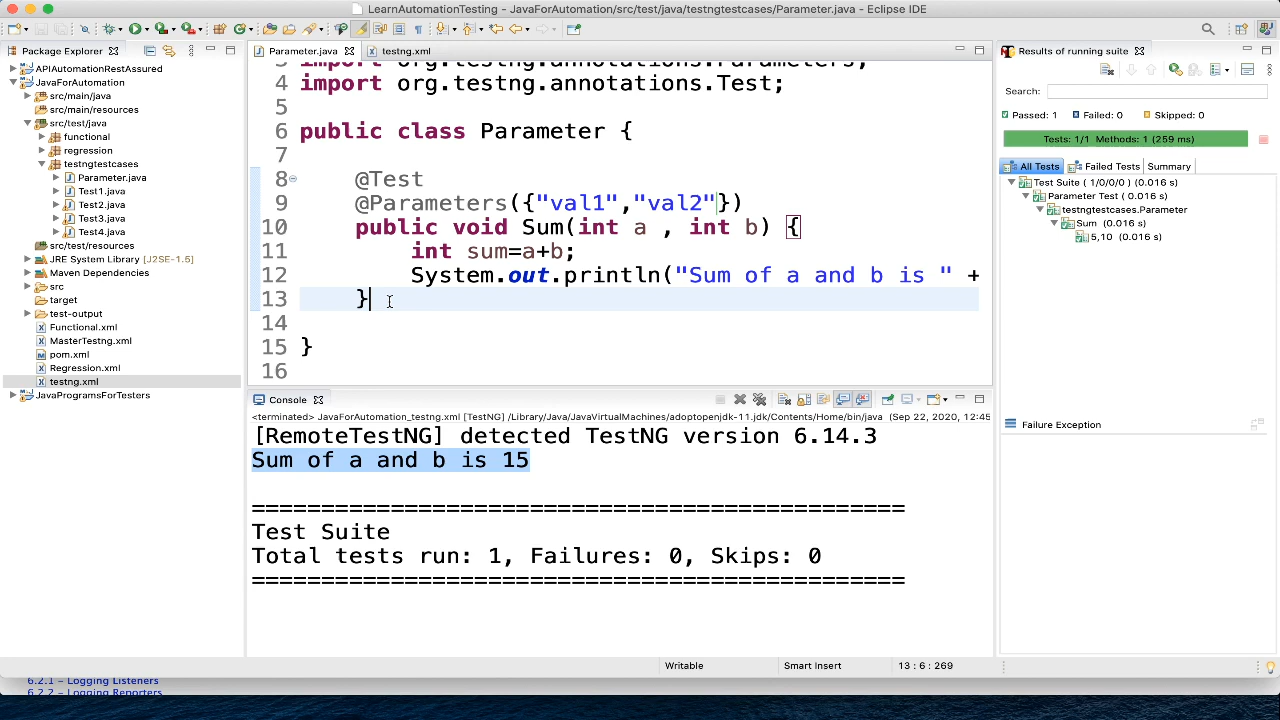 LearnAutomationTesting - JavaForAutomation/src/test/java/testngtestcases/Parameter.java - Eclipse IDE
Package Explorer
APIAutomationRestAssured
JavaForAutomation
src/main/java
src/main/resources
src/test/java
functional
regression
testngtestcases
Parameter.java
Test1.java
Test2.java
Test3.java
Test4.java
src/test/resources
JRE System Library [J2SE-1.5]
Maven Dependencies
src
target
test-output
Functional.xml
MasterTestng.xml
pom.xml
Regression.xml
testng.xml
JavaProgramsForTesters
Parameter.java
testng.xml
3 import org.testng.annotations.Parameters;
4 import org.testng.annotations.Test;
5
6 public class Parameter {
7
8 @Test
9 @Parameters({"val1","val2"})
10 public void Sum(int a , int b) {
11 int sum=a+b;
12 System.out.println("Sum of a and b is " +
13 }
14
15 }
16
Console
<terminated> JavaForAutomation_testng.xml [TestNG] /Library/Java/JavaVirtualMachines/adoptopenjdk-11.jdk/Contents/Home/bin/java (Sep 22, 2020, 12:45
[RemoteTestNG] detected TestNG version 6.14.3
Sum of a and b is 15
===============================================
Test Suite
Total tests run: 1, Failures: 0, Skips: 0
===============================================
Results of running suite
Search:
Passed: 1 Failed: 0 Skipped: 0
Tests: 1/1 Methods: 1 (259 ms)
All Tests Failed Tests Summary
Test Suite ( 1/0/0/0 ) (0.016 s)
Parameter Test ( 0.016 s)
testngtestcases.Parameter
Sum (0.016 s)
5,10 (0.016 s)
Failure Exception
Writable Smart Insert 13 : 6 : 269
6.2.1 - Logging Listeners
6.2.2 - Logging Reporters